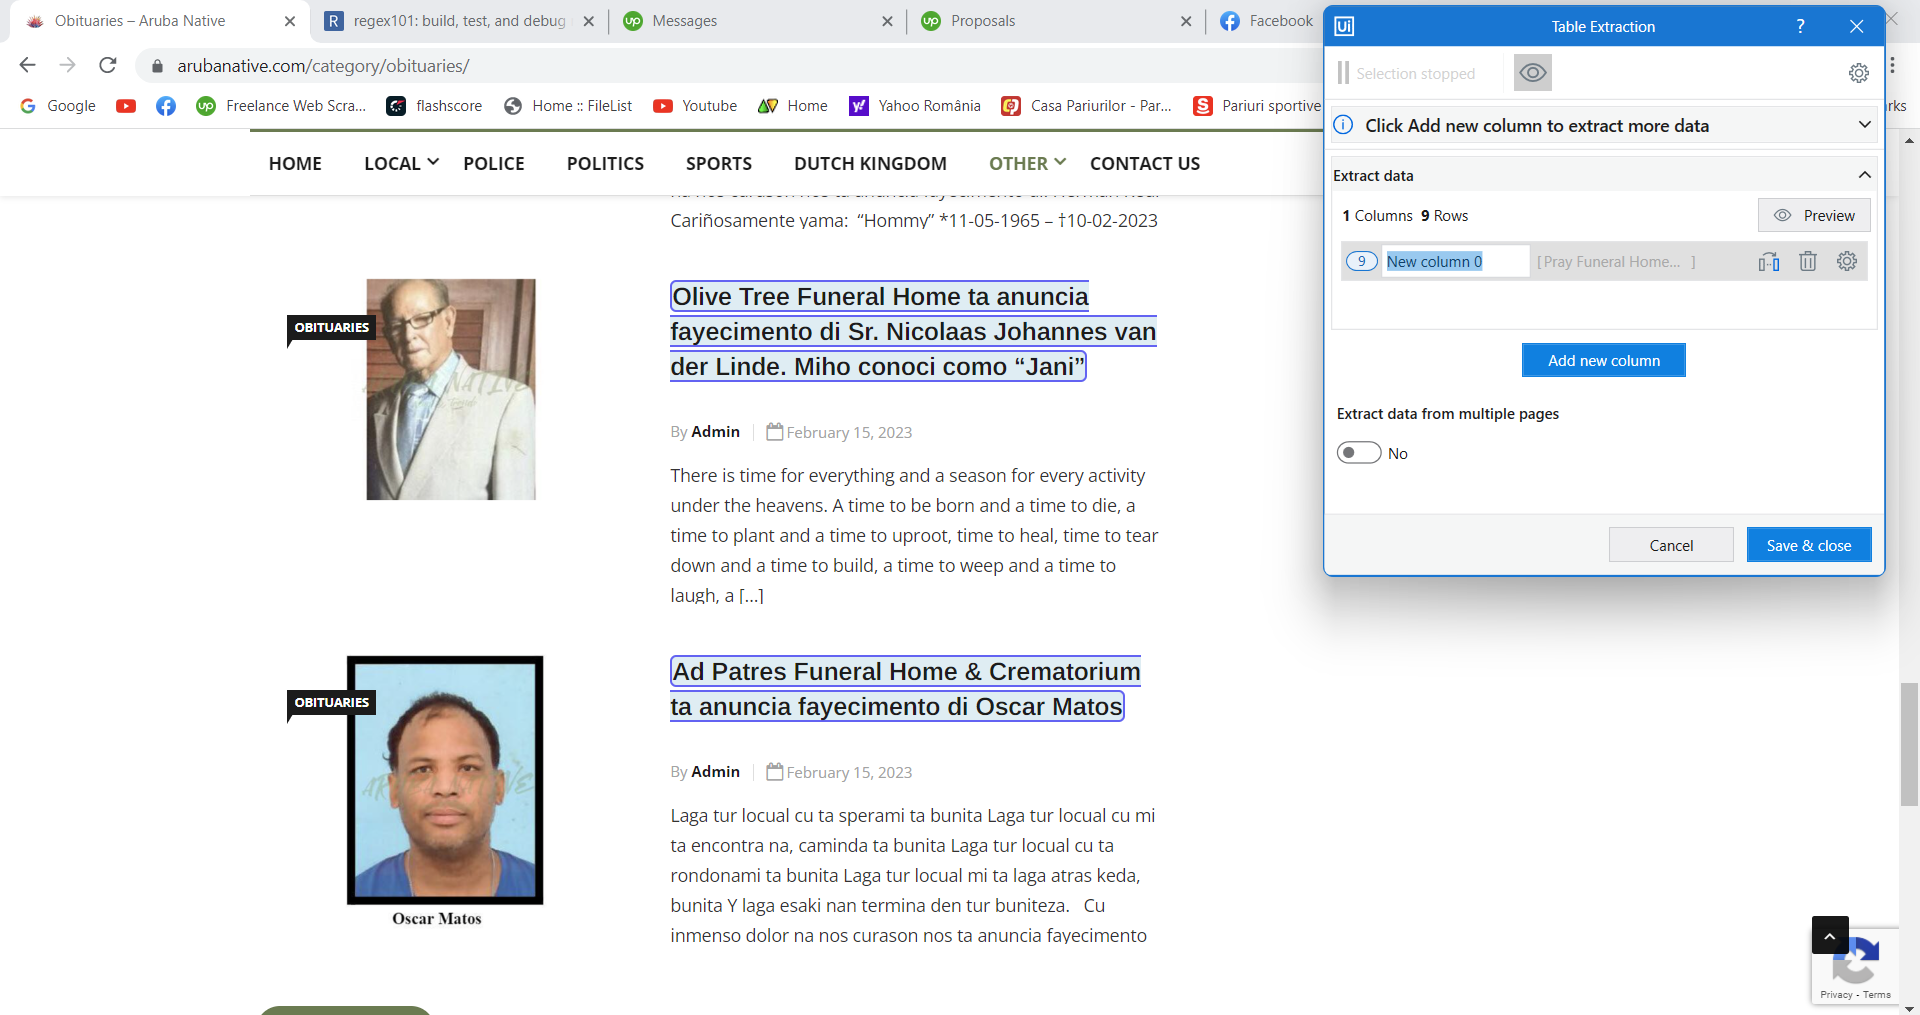 Obituaries – Aruba Native
regex101: build, test, and debug
Messages
Proposals
Facebook
arubanative.com/category/obituaries/
Google
Freelance Web Scra...
flashscore
Home :: FileList
Youtube
Home
Yahoo România
Casa Pariurilor - Par...
Pariuri sportive
rks
HOME
LOCAL
POLICE
POLITICS
SPORTS
DUTCH KINGDOM
OTHER
CONTACT US
Cariñosamente yama: “Hommy” *11-05-1965 – †10-02-2023
OBITUARIES
Olive Tree Funeral Home ta anuncia
fayecimento di Sr. Nicolaas Johannes van
der Linde. Miho conoci como “Jani”
By Admin
February 15, 2023
There is time for everything and a season for every activity
under the heavens. A time to be born and a time to die, a
time to plant and a time to uproot, time to heal, time to tear
down and a time to build, a time to weep and a time to
laugh, a [...]
OBITUARIES
Oscar Matos
Ad Patres Funeral Home & Crematorium
ta anuncia fayecimento di Oscar Matos
By Admin
February 15, 2023
Laga tur locual cu ta sperami ta bunita Laga tur locual cu mi
ta encontra na, caminda ta bunita Laga tur locual cu ta
rondonami ta bunita Laga tur locual mi ta laga atras keda,
bunita Y laga esaki nan termina den tur buniteza. Cu
inmenso dolor na nos curason nos ta anuncia fayecimento
Ui
Table Extraction
?
Selection stopped
Click Add new column to extract more data
Extract data
1 Columns 9 Rows
Preview
9
New column 0
[ Pray Funeral Home... ]
Add new column
Extract data from multiple pages
No
Cancel
Save & close
Privacy - Terms